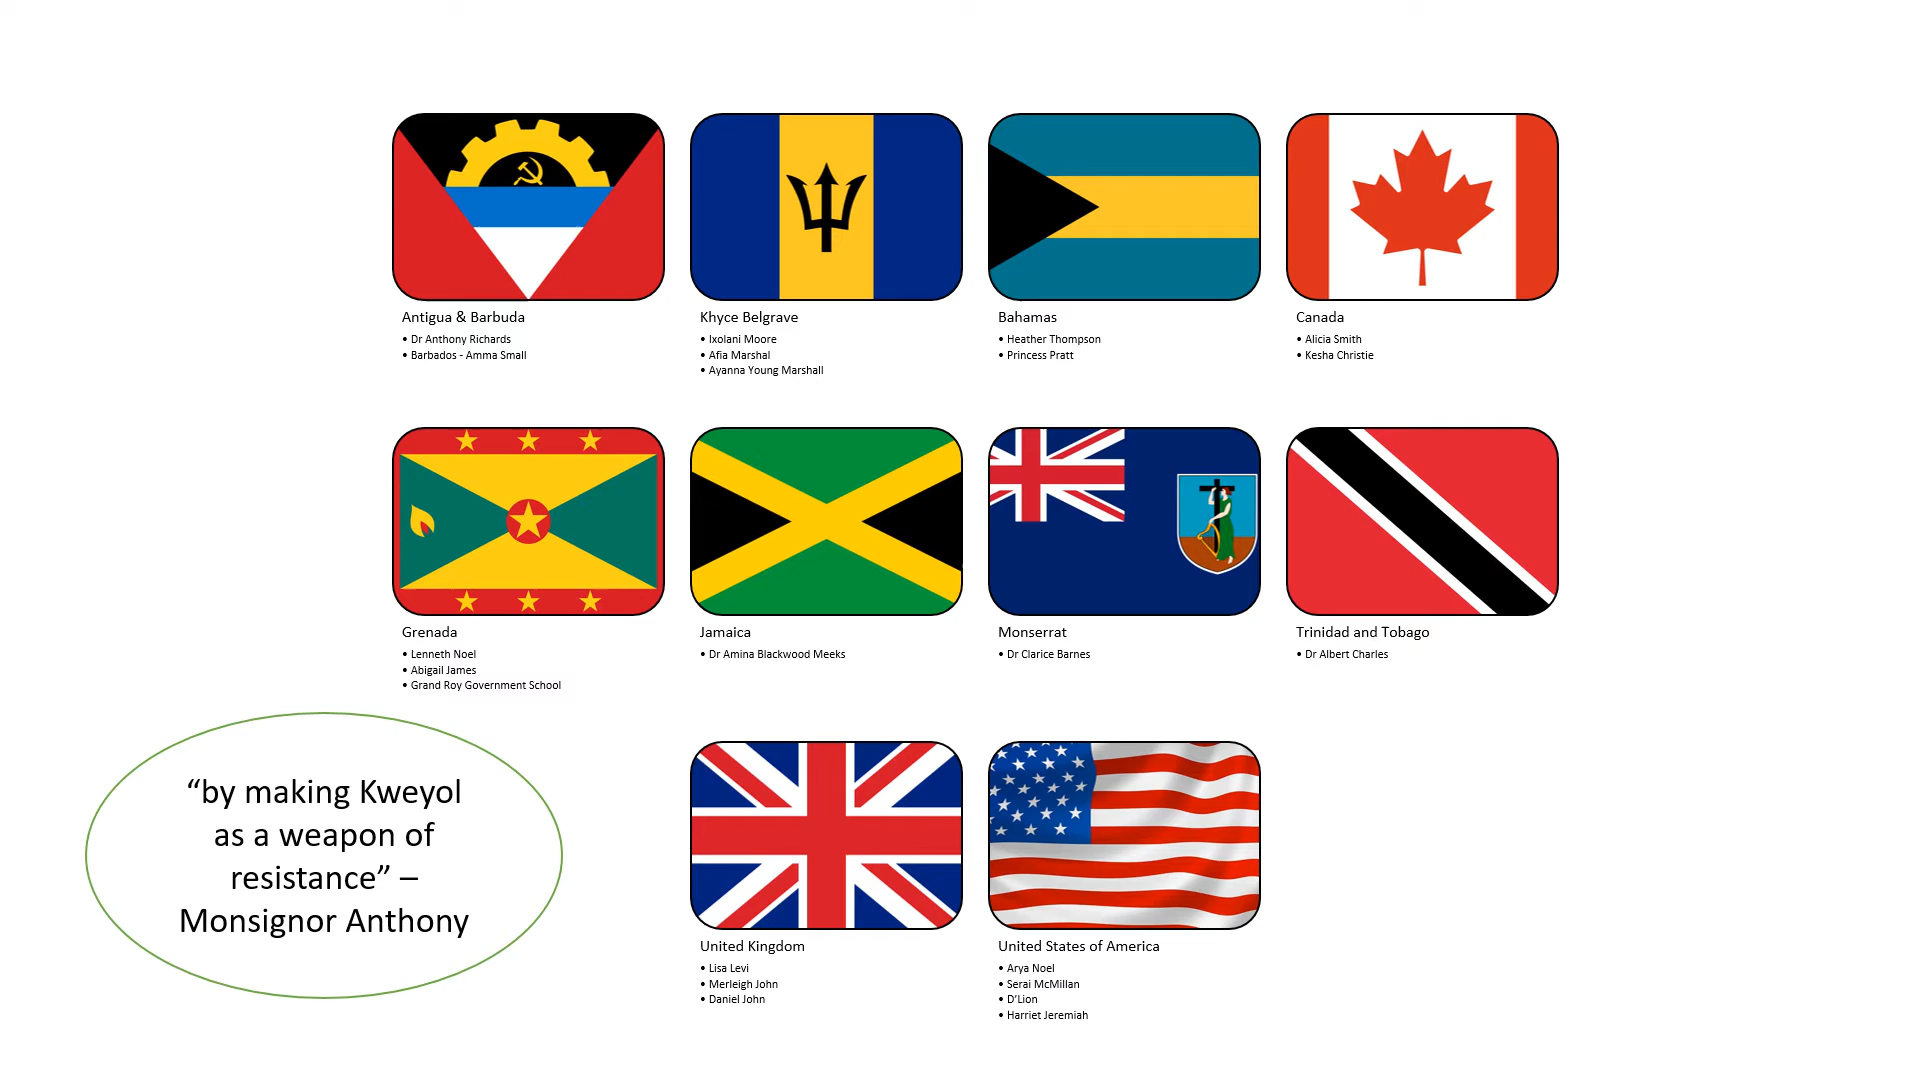 Antigua & Barbuda
• Dr Anthony Richards
• Barbados - Amma Small
Khyce Belgrave
• Ixolani Moore
• Afia Marshal
• Ayanna Young Marshall
Bahamas
• Heather Thompson
• Princess Pratt
Canada
• Alicia Smith
• Kesha Christie
Grenada
• Lenneth Noel
• Abigail James
• Grand Roy Government School
Jamaica
• Dr Amina Blackwood Meeks
Monserrat
• Dr Clarice Barnes
Trinidad and Tobago
• Dr Albert Charles
“by making Kweyol
as a weapon of
resistance” –
Monsignor Anthony
United Kingdom
• Lisa Levi
• Merleigh John
• Daniel John
United States of America
• Arya Noel
• Serai McMillan
• D’Lion
• Harriet Jeremiah